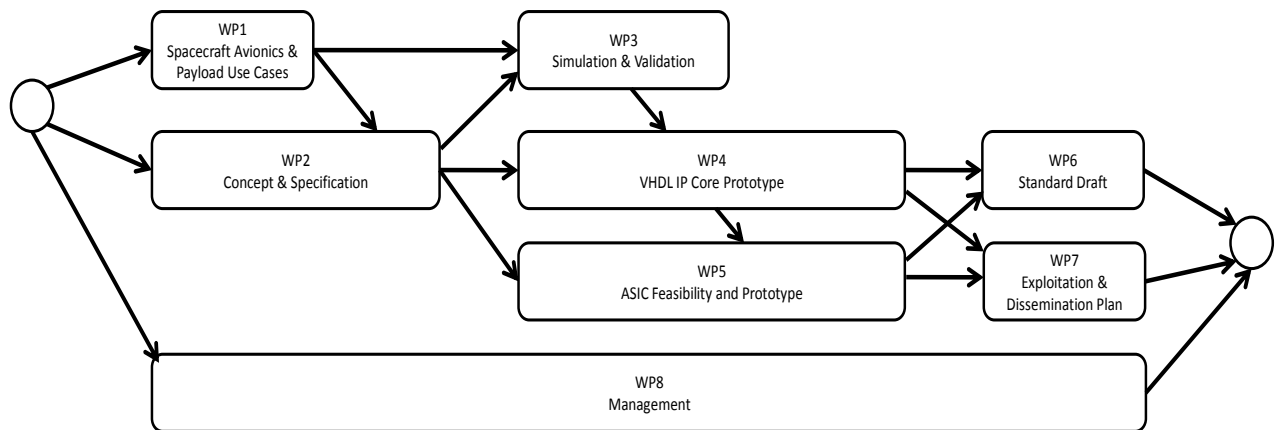 WP1
Spacecraft Avionics &
Payload Use Cases
WP3
Simulation & Validation
WP2
Concept & Specification
WP4
VHDL IP Core Prototype
WP6
Standard Draft
WP5
ASIC Feasibility and Prototype
WP7
Exploitation &
Dissemination Plan
WP8
Management